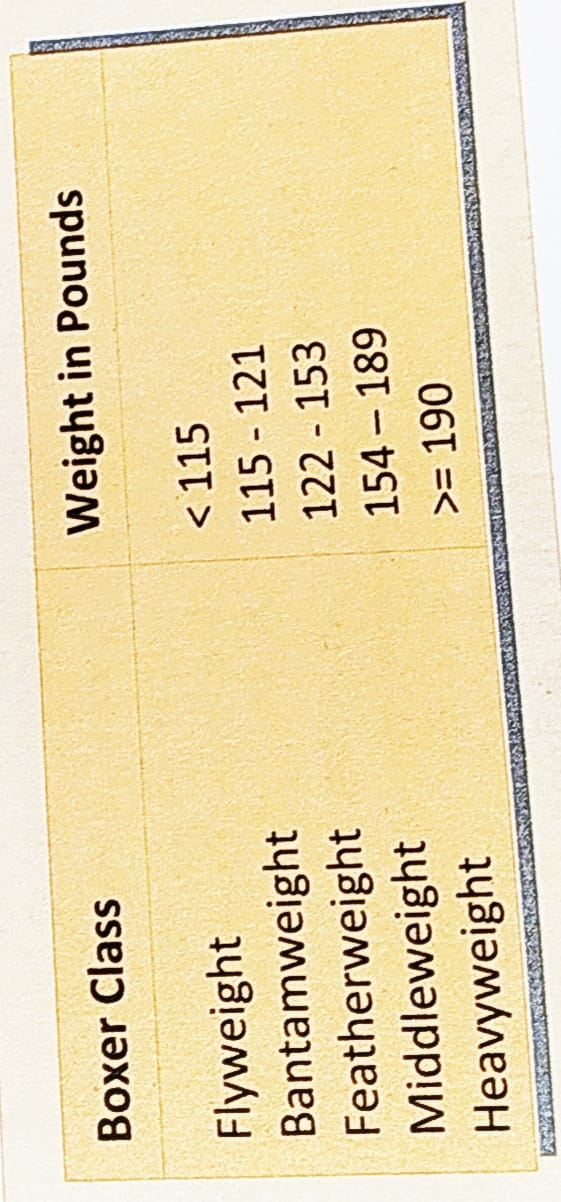 Boxer Class Weight in Pounds
Flyweight < 115
Bantamweight 115 - 121
Featherweight 122 - 153
Middleweight 154 – 189
Heavyweight >= 190